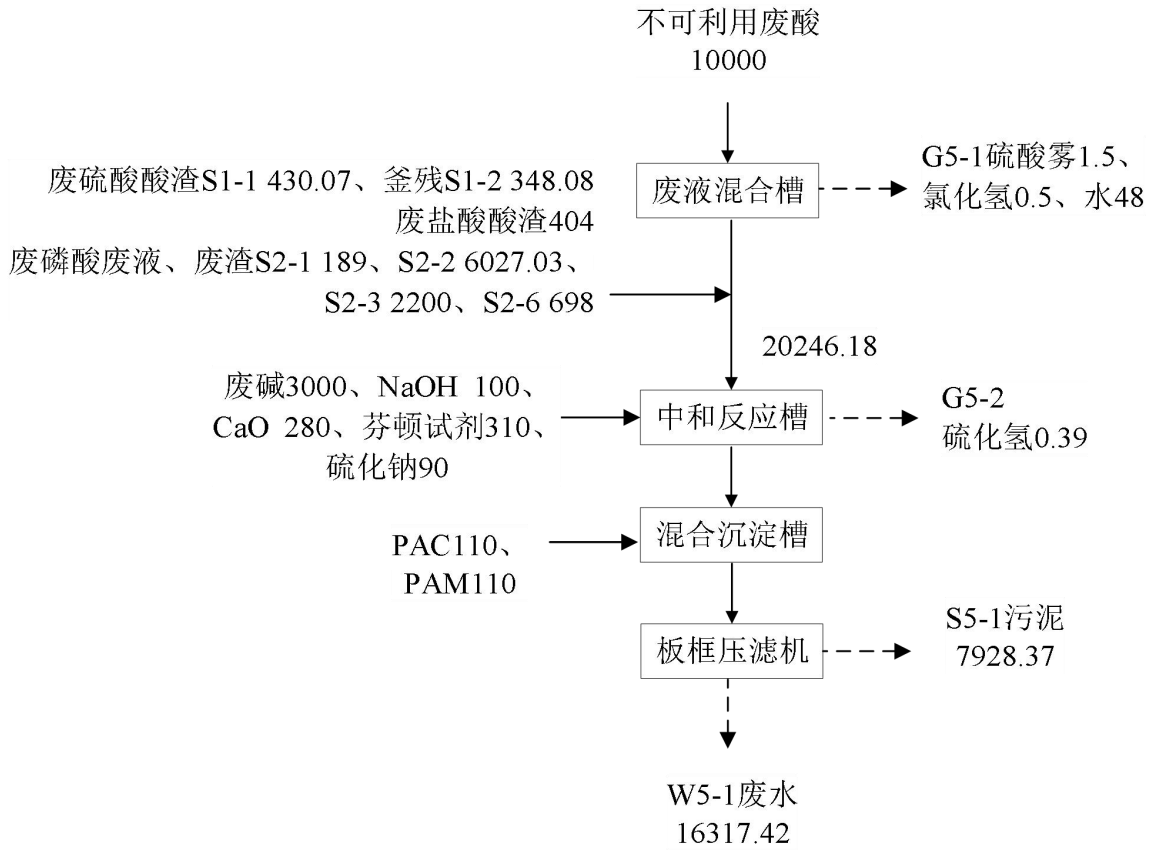 不可利用废酸
10000
废硫酸酸渣S1-1 430.07、釜残S1-2 348.08
废盐酸酸渣404
废磷酸废液、废渣S2-1 189、S2-2 6027.03、
S2-3 2200、S2-6 698
废液混合槽
G5-1硫酸雾1.5、
氯化氢0.5、水48
20246.18
废碱3000、NaOH 100、
CaO 280、芬顿试剂310、
硫化钠90
中和反应槽
G5-2
硫化氢0.39
PAC110、
PAM110
混合沉淀槽
板框压滤机
S5-1污泥
7928.37
W5-1废水
16317.42